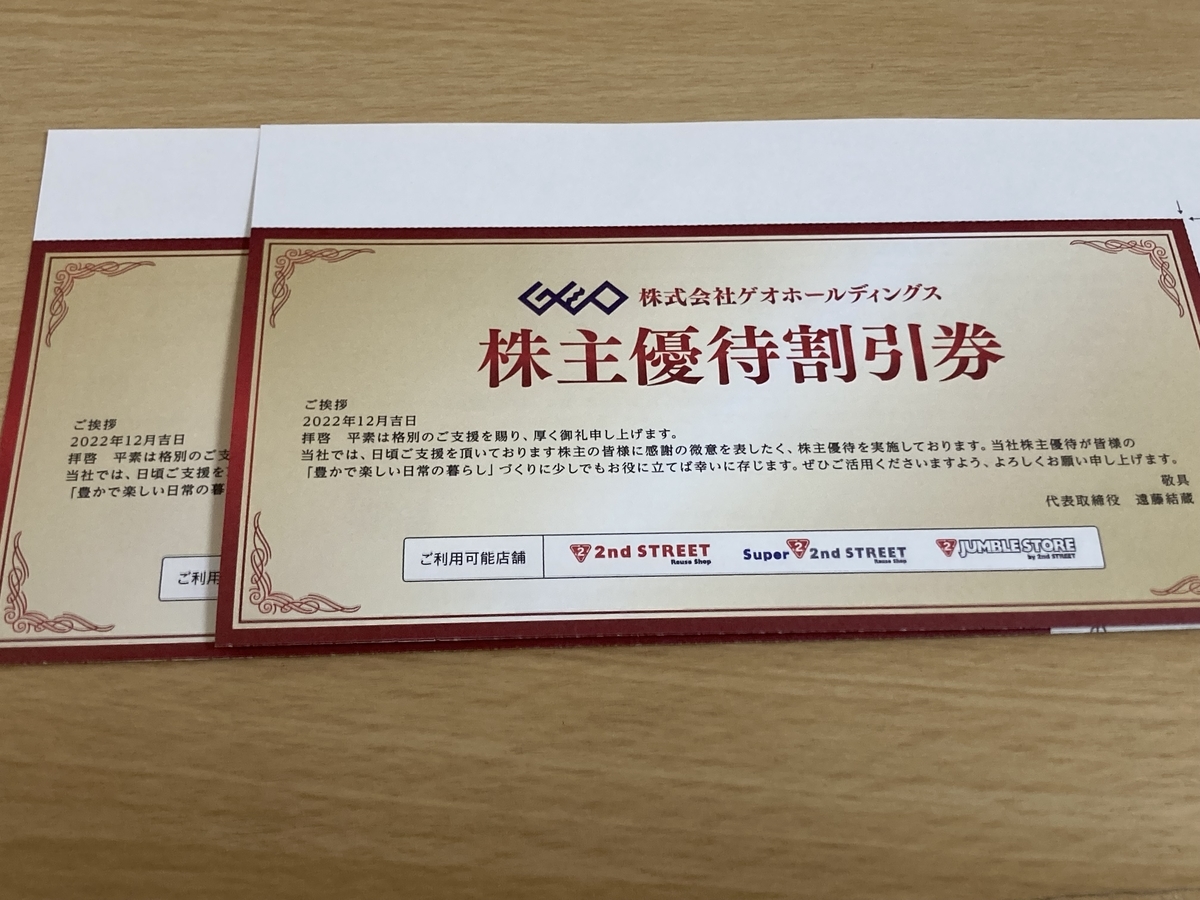 GEO 株式会社ゲオホールディングス
株主優待割引券
ご挨拶
2022年12月吉日
拝啓　平素は格別のご支援を賜り、厚く御礼申し上げます。
当社では、日頃ご支援を頂いております株主の皆様に感謝の微意を表したく、株主優待を実施しております。当社株主優待が皆様の
「豊かで楽しい日常の暮らし」づくりに少しでもお役に立てば幸いに存じます。ぜひご活用くださいますよう、よろしくお願い申し上げます。
敬具
代表取締役　遠藤結蔵
ご利用可能店舗
2 2nd STREET
Reuse Shop
Super 2 2nd STREET
Reuse Shop
2 JUMBLE STORE
by 2nd STREET
ご挨拶
2022年12月吉日
拝啓　平素は格別のご支
当社では、日頃ご支援を
「豊かで楽しい日常の暮
ご利用